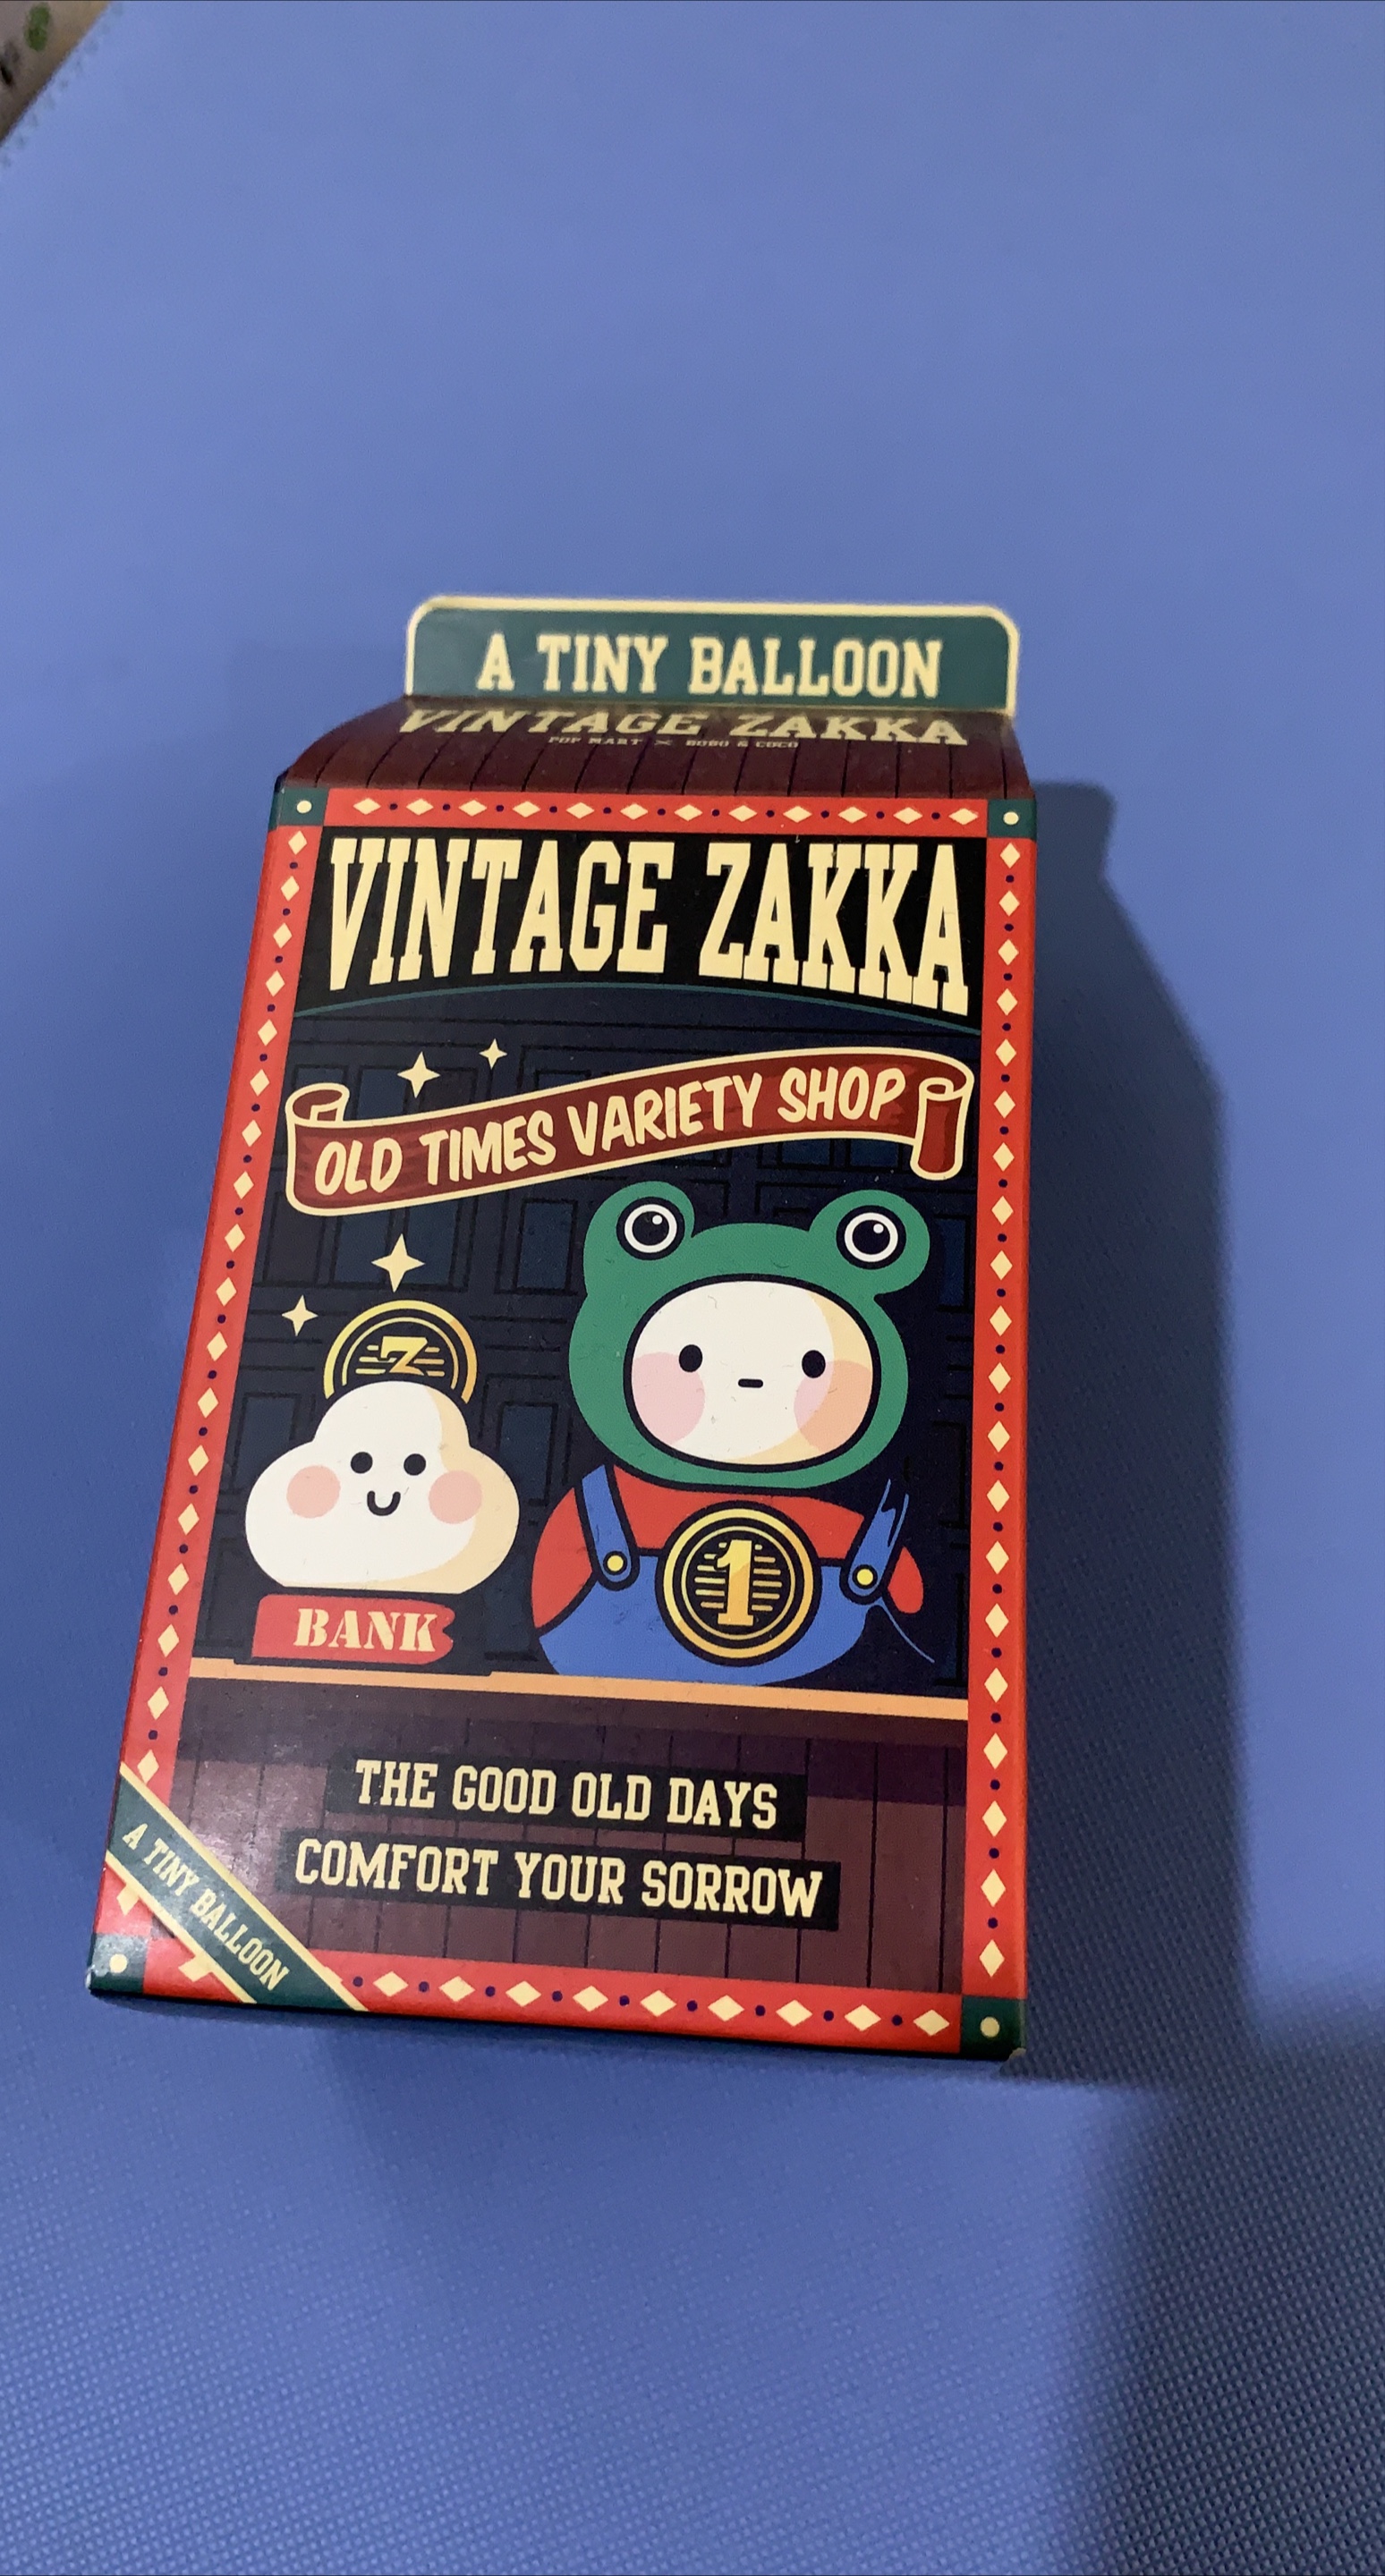 A TINY BALLOON
VINTAGE ZAKKA
POP MART × BOBO & COCO
VINTAGE ZAKKA
OLD TIMES VARIETY SHOP
Z
1
BANK
THE GOOD OLD DAYS
COMFORT YOUR SORROW
A TINY BALLOON